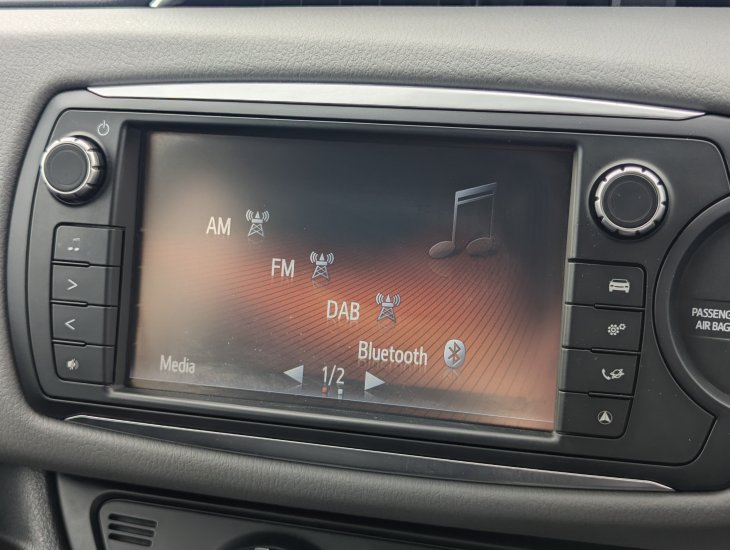 AM
FM
DAB
Bluetooth
Media
1/2
PASSENG
AIR BAG